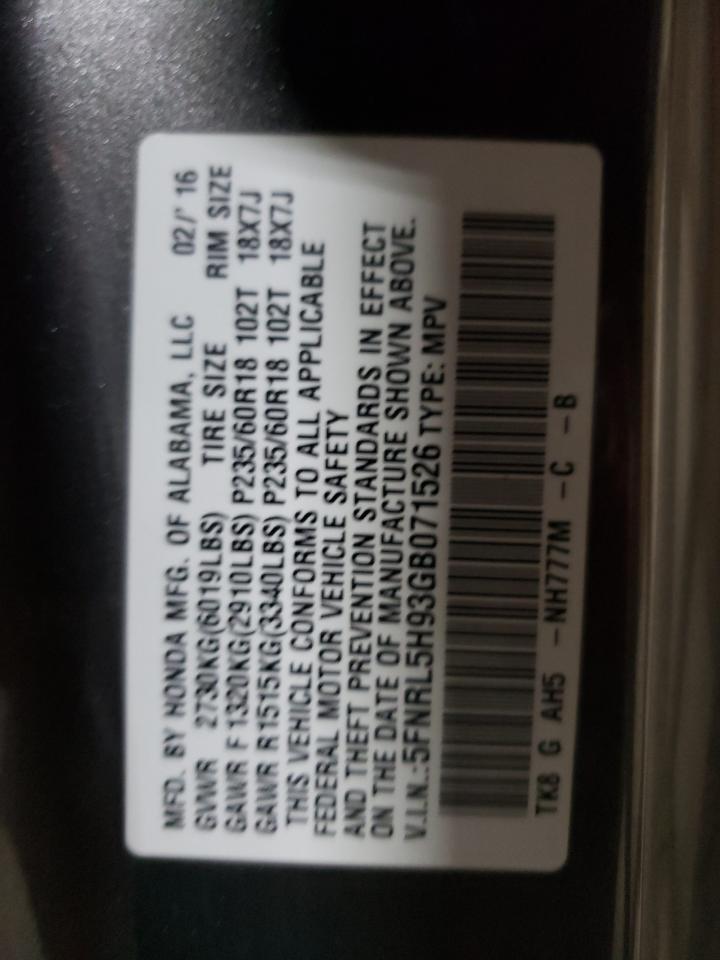 MFD. BY HONDA MFG. OF ALABAMA, LLC 02/' 16
GVWR 2730KG(6019LBS) TIRE SIZE RIM SIZE
GAWR F 1320KG(2910LBS) P235/60R18 102T 18X7J
GAWR R 1515KG(3340LBS) P235/60R18 102T 18X7J
THIS VEHICLE CONFORMS TO ALL APPLICABLE
FEDERAL MOTOR VEHICLE SAFETY
AND THEFT PREVENTION STANDARDS IN EFFECT
ON THE DATE OF MANUFACTURE SHOWN ABOVE.
V.I.N.:5FNRL5H93GB071526 TYPE: MPV
TK8 G AH5 -NH777M -C -B